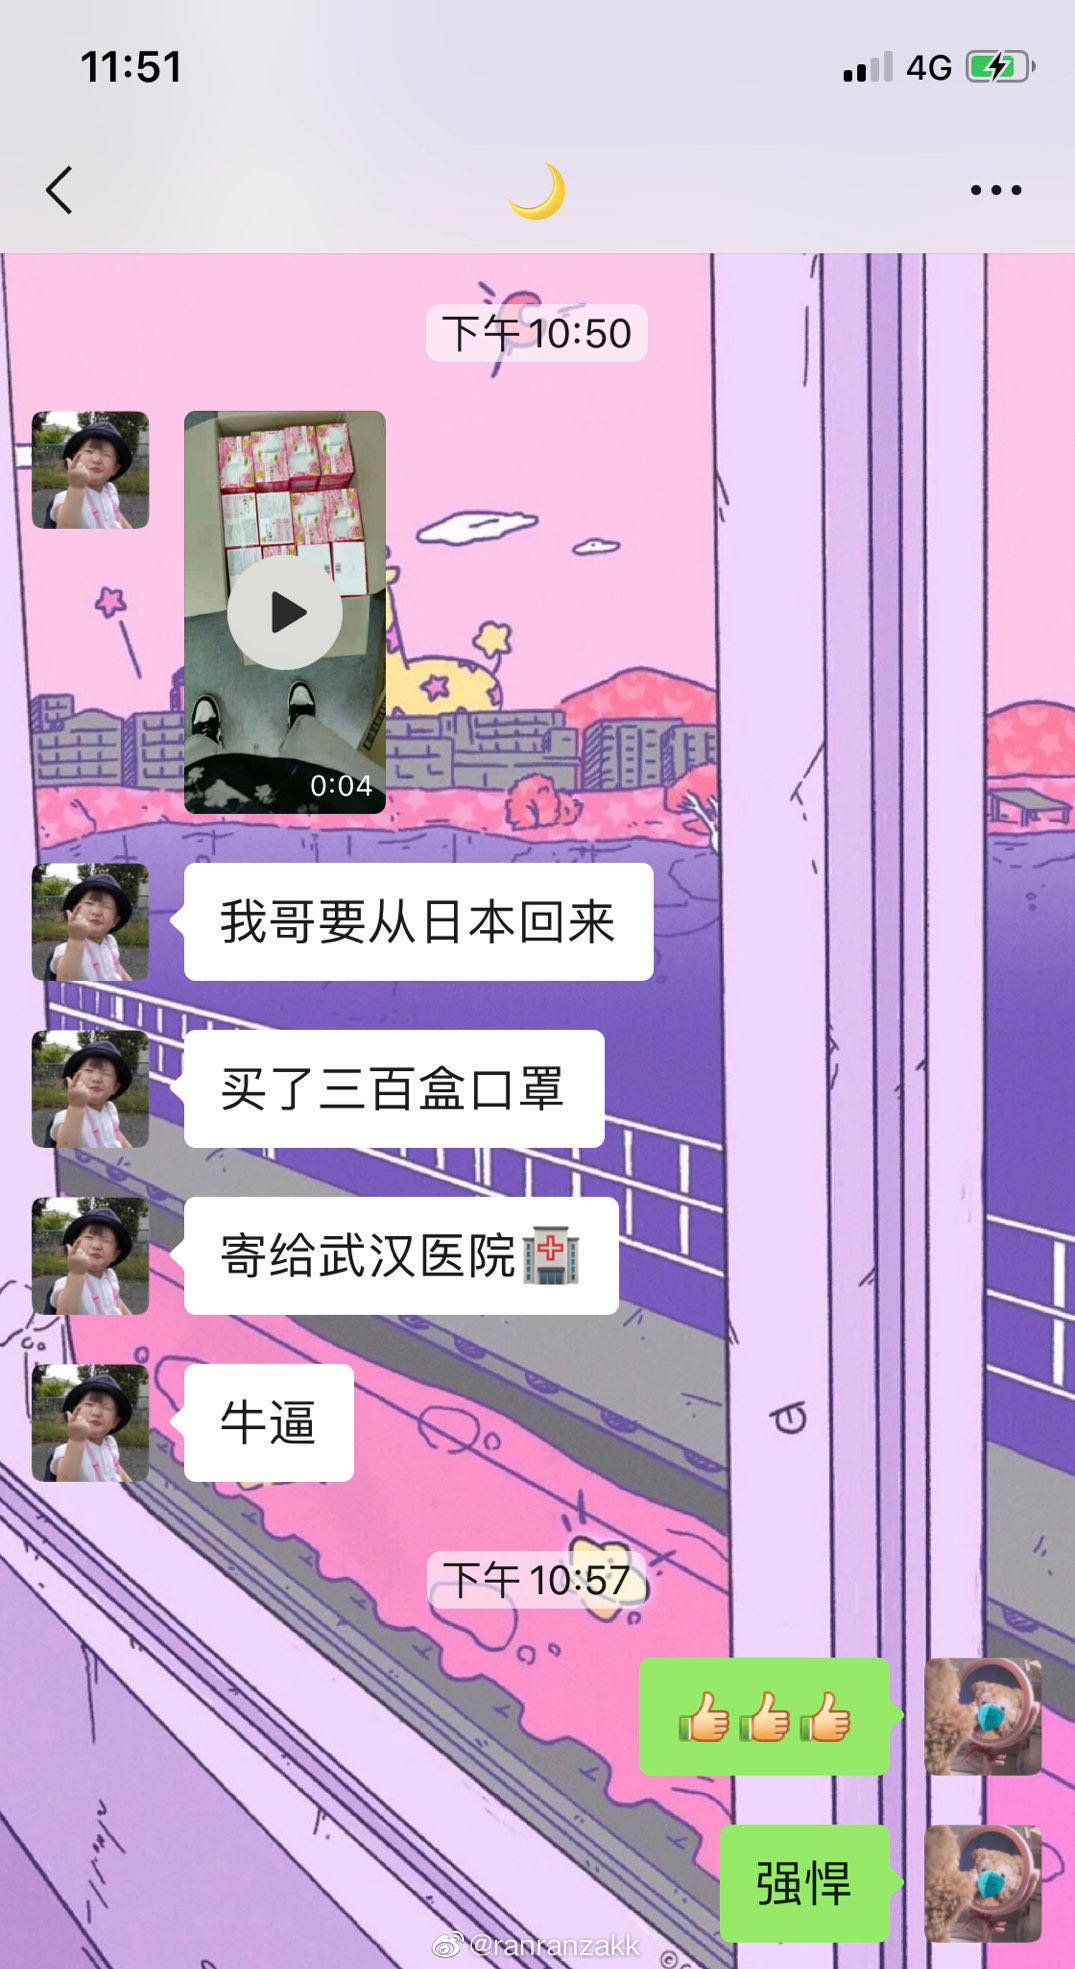 11:51
4G
下午 10:50
0:04
我哥要从日本回来
买了三百盒口罩
寄给武汉医院
牛逼
下午 10:57
强悍
@ranranzakk